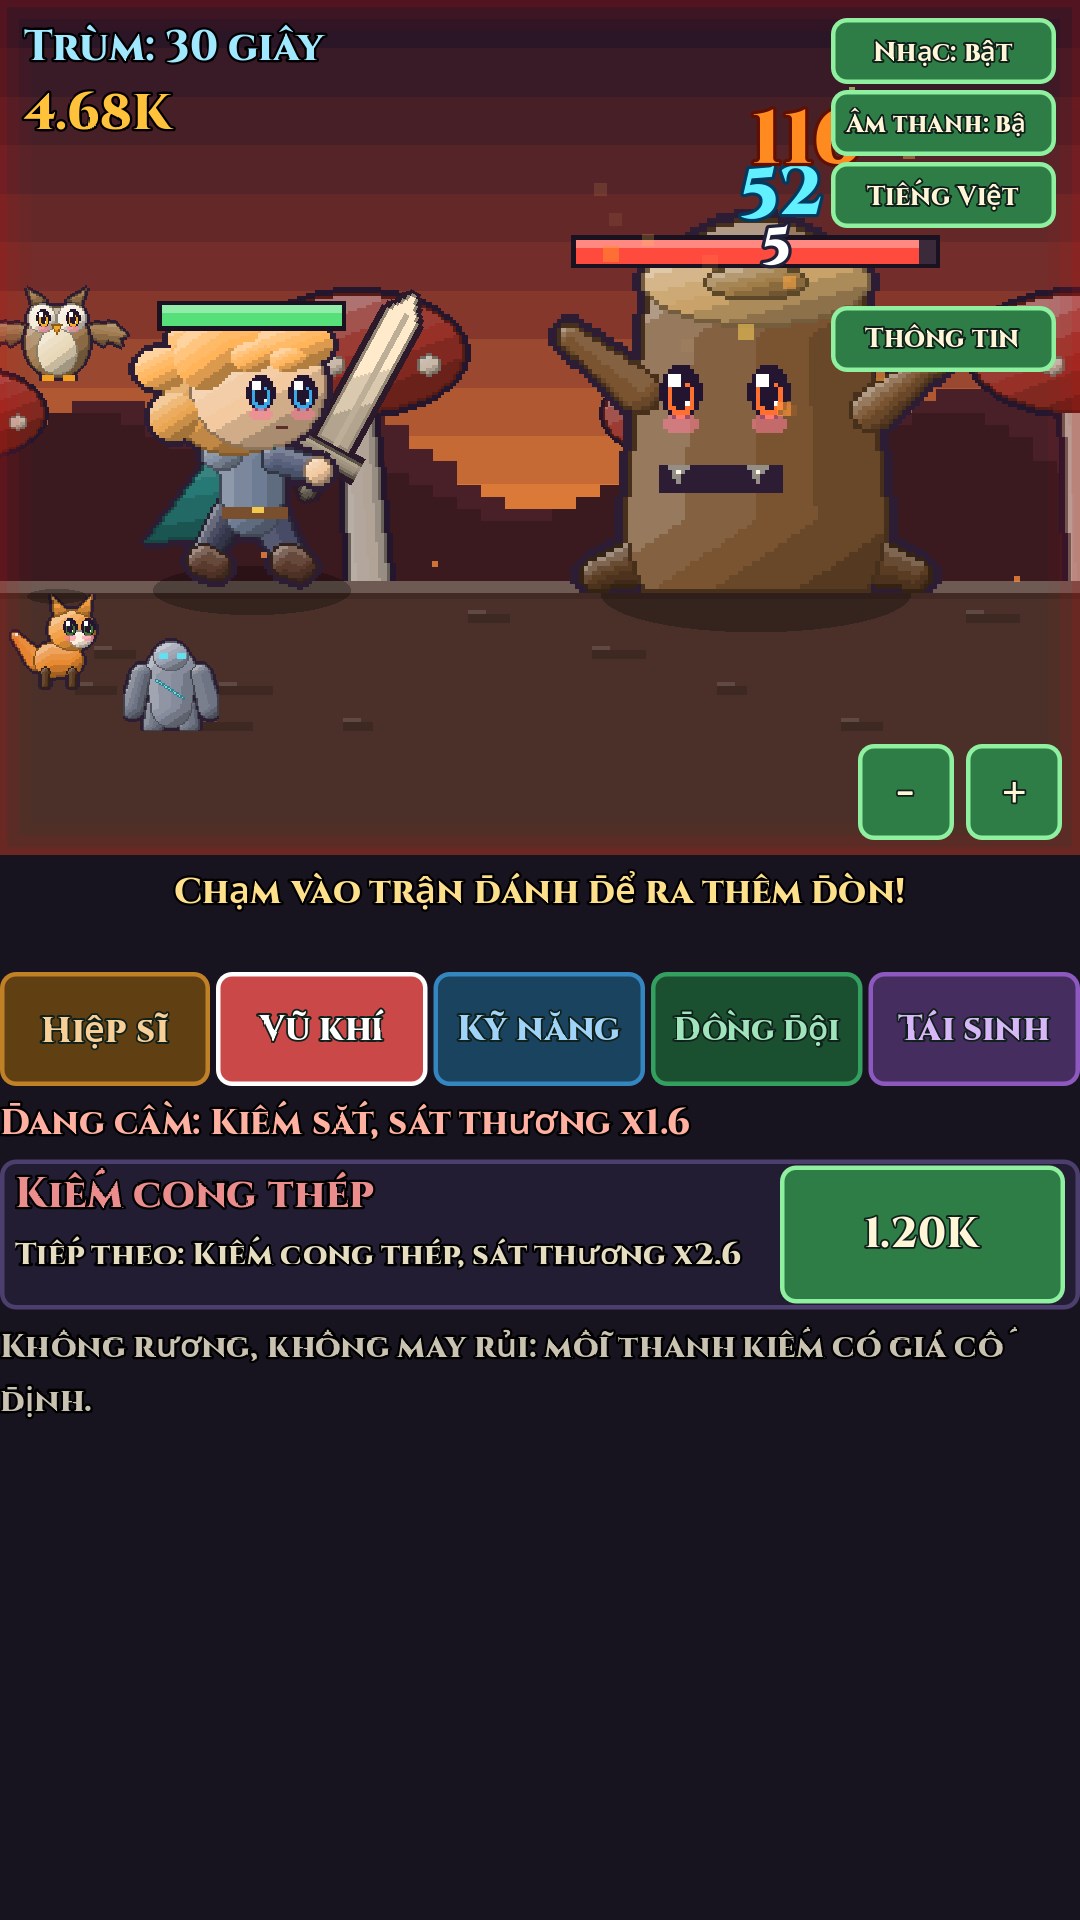 Trùm: 30 giây
4.68K
Nhạc: Bật
Âm thanh: Bậ
Tiếng Việt
52
5
Thông tin
-
+
Chạm vào trận đánh để ra thêm đòn!
Hiệp sĩ
Vũ khí
Kỹ năng
Đồng đội
Tái sinh
Đang cầm: Kiếm sắt, sát thương x1.6
Kiếm cong thép
Tiếp theo: Kiếm cong thép, sát thương x2.6
1.20K
Không rương, không may rủi: mỗi thanh kiếm có giá cố
định.